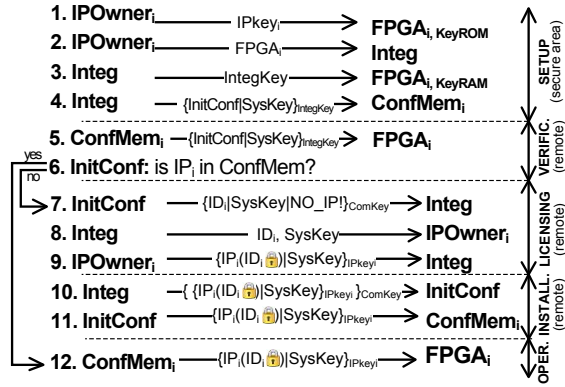 1. IPOwneri IPkeyi FPGAi, KeyROM
2. IPOwneri FPGAi Integ
3. Integ IntegKey FPGAi, KeyRAM
4. Integ {InitConf|SysKey}IntegKey ConfMemi
SETUP
(secure area)
5. ConfMemi {InitConf|SysKey}IntegKey FPGAi
yes 6. InitConf: is IPi in ConfMem?
no
VERIFIC.
(remote)
7. InitConf {IDi|SysKey|NO_IP!}ComKey Integ
8. Integ IDi, SysKey IPOwneri
9. IPOwneri {IPi(IDi🔒)|SysKey}IPkeyi Integ
LICENSING
(remote)
10. Integ { {IPi(IDi🔒)|SysKey}IPkeyi }ComKey InitConf
11. InitConf {IPi(IDi🔒)|SysKey}IPkeyi ConfMemi
INSTALL.
(remote)
12. ConfMemi {IPi(IDi🔒)|SysKey}IPkeyi FPGAi
OPER.